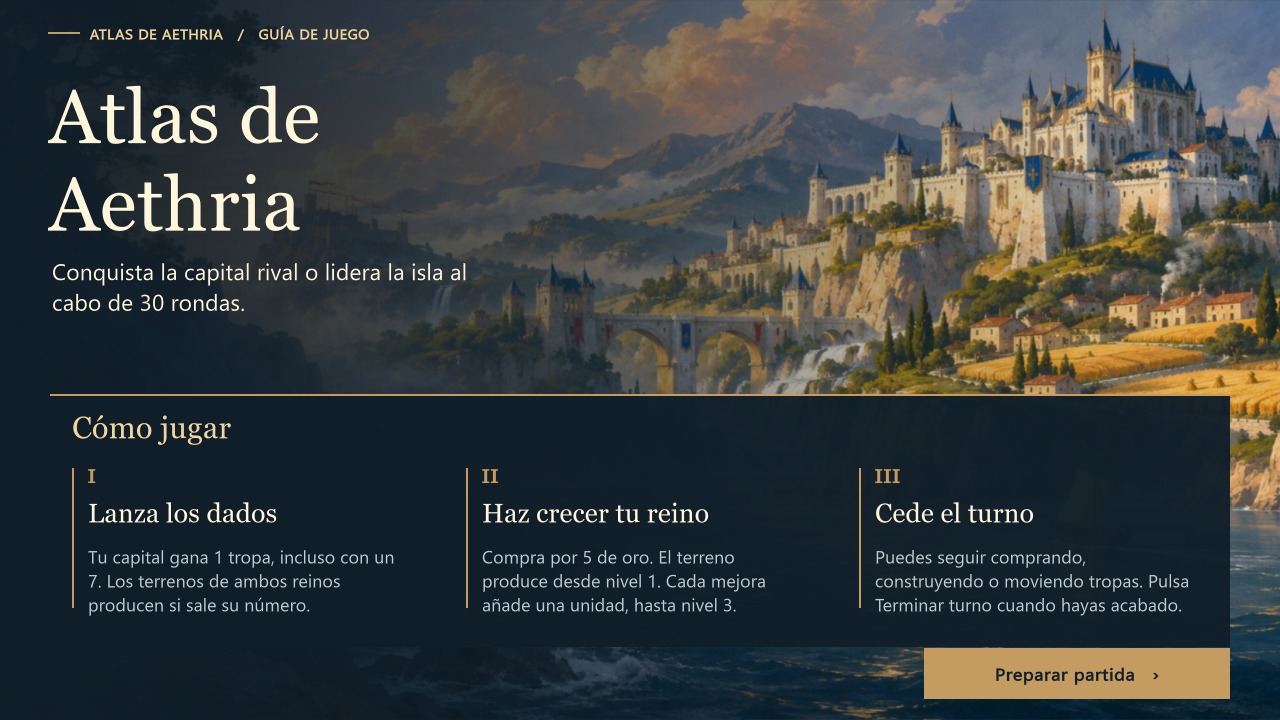 ATLAS DE AETHRIA / GUÍA DE JUEGO
Atlas de
Aethria
Conquista la capital rival o lidera la isla al
cabo de 30 rondas.
Cómo jugar
I
Lanza los dados
Tu capital gana 1 tropa, incluso con un
7. Los terrenos de ambos reinos
producen si sale su número.
II
Haz crecer tu reino
Compra por 5 de oro. El terreno
produce desde nivel 1. Cada mejora
añade una unidad, hasta nivel 3.
III
Cede el turno
Puedes seguir comprando,
construyendo o moviendo tropas. Pulsa
Terminar turno cuando hayas acabado.
Preparar partida ›